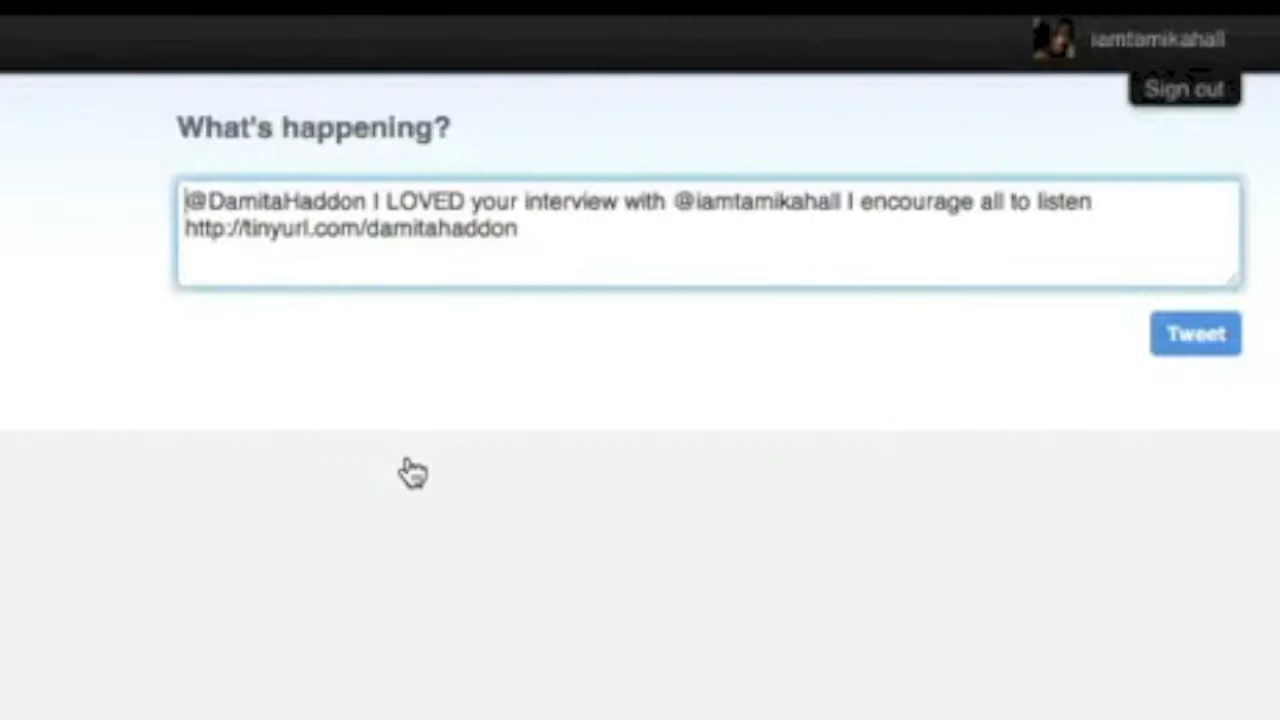 iamtamikahall
Sign out
What's happening?
@DamitaHaddon I LOVED your interview with @iamtamikahall I encourage all to listen
http://tinyurl.com/damitahaddon
Tweet